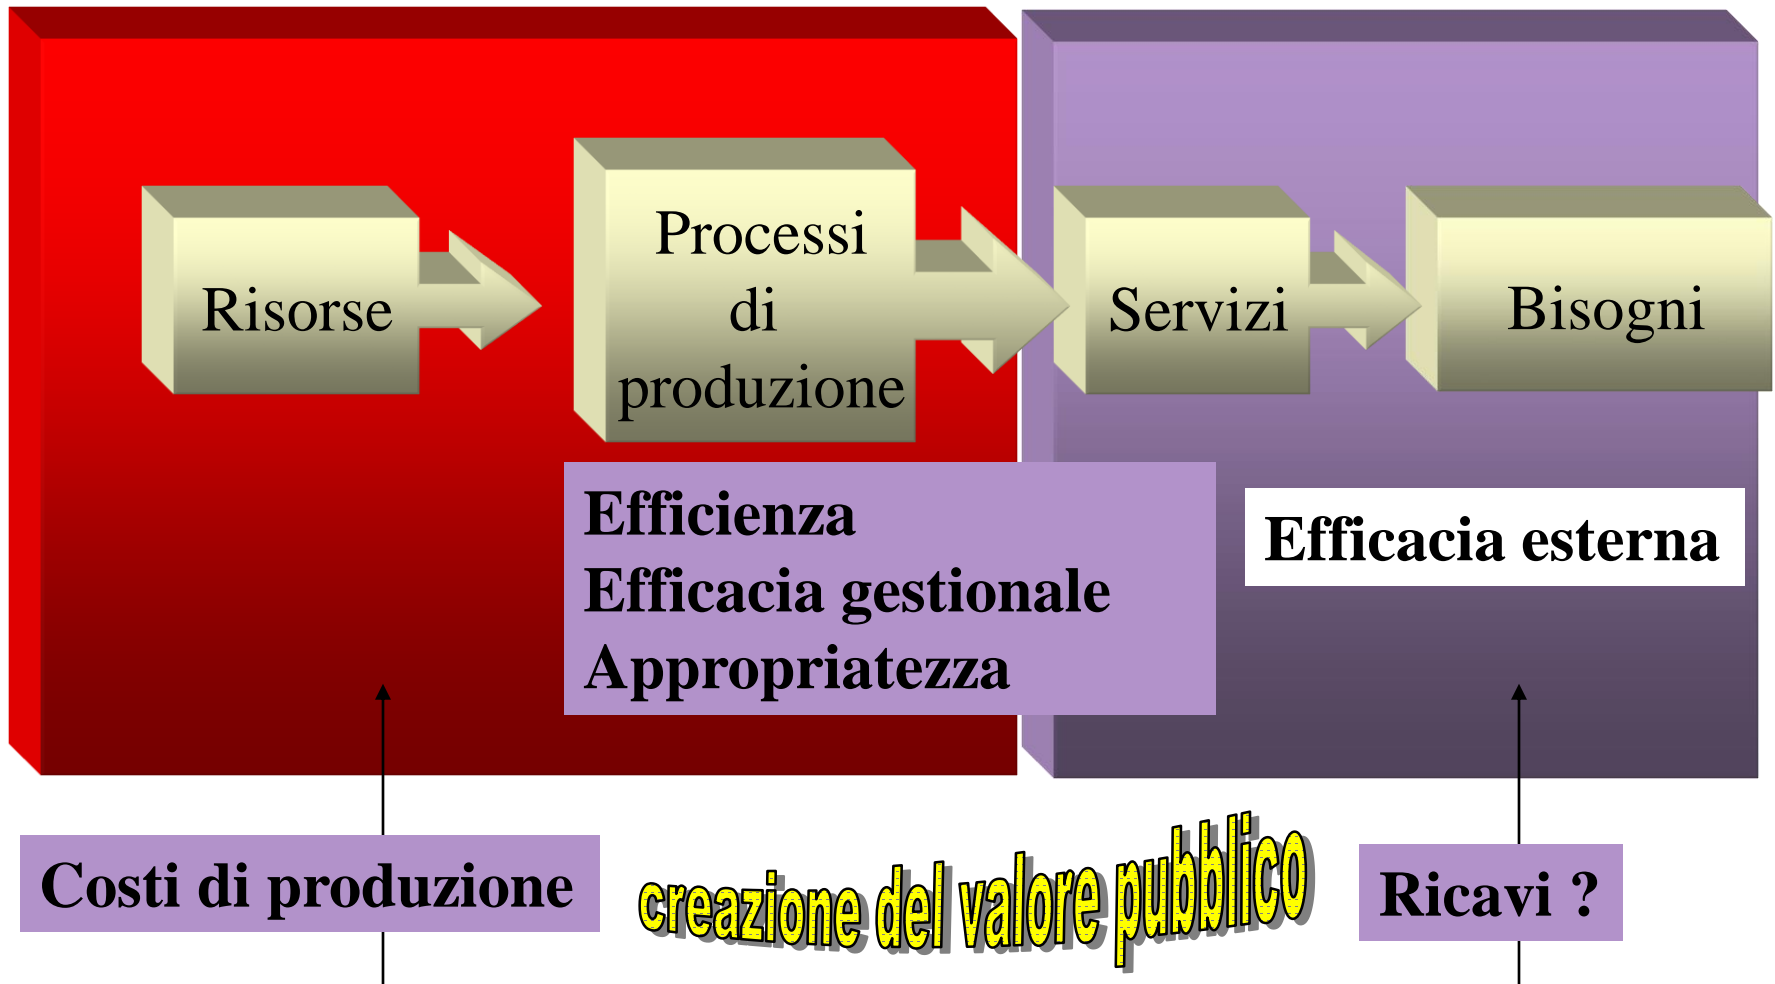 Risorse
Processi
di
produzione
Servizi
Bisogni
Efficienza
Efficacia gestionale
Appropriatezza
Efficacia esterna
Costi di produzione
creazione del valore pubblico
Ricavi ?